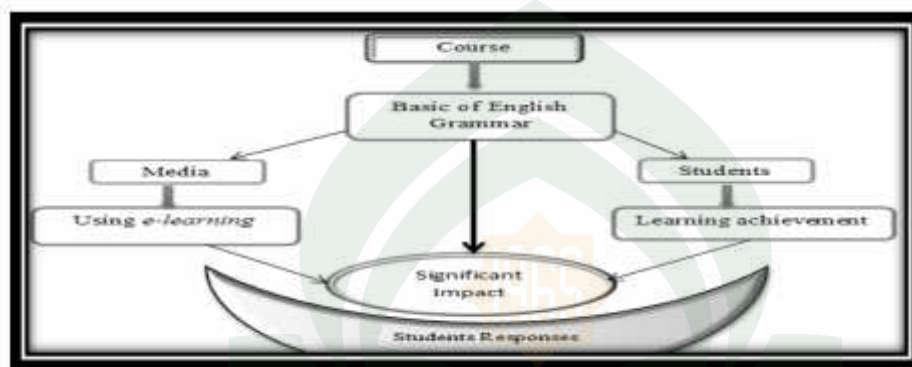 Course
Basic of English
Grammar
Media
Students
Using e-learning
Learning achievement
Significant
Impact
Students Responses